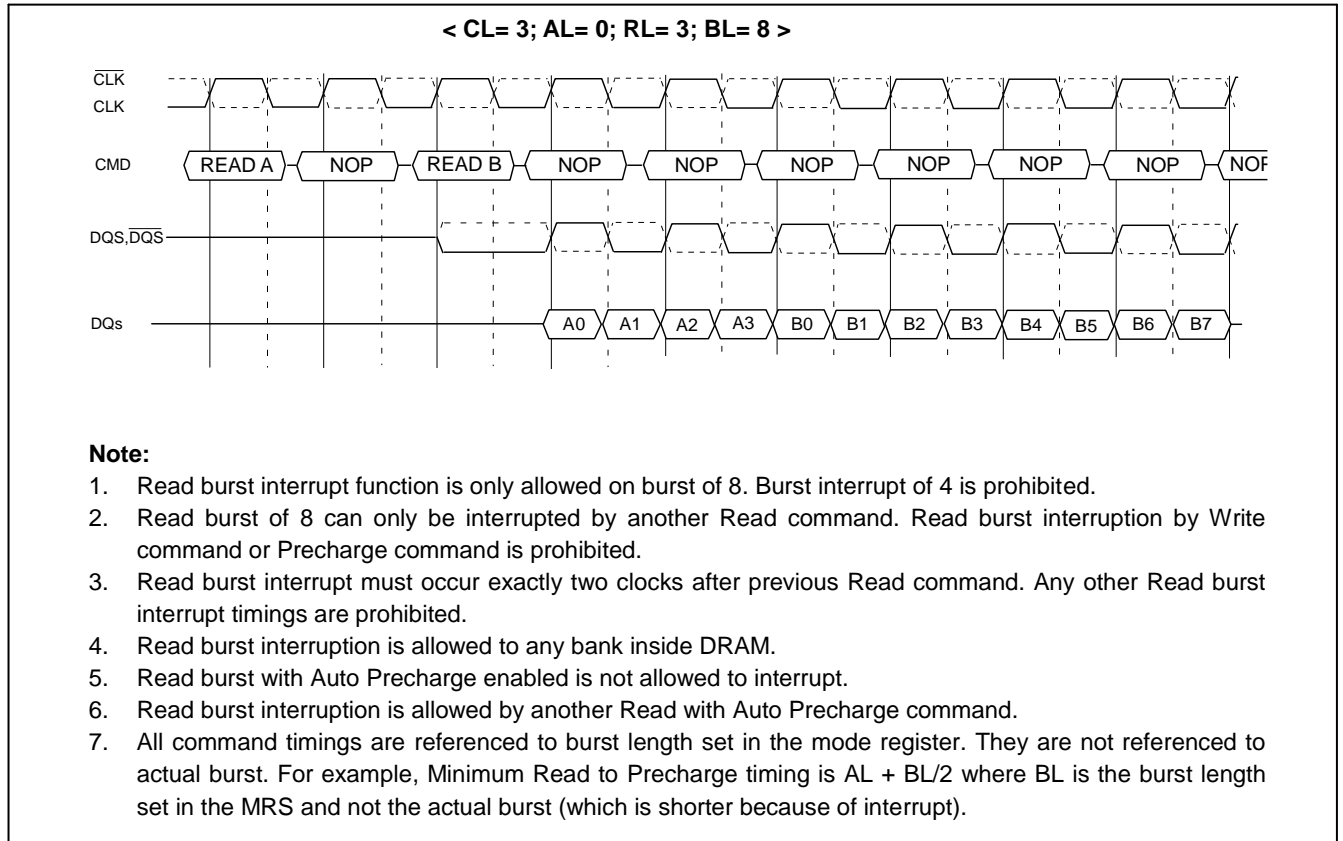 < CL= 3; AL= 0; RL= 3; BL= 8 >
CLK
CLK
CMD READ A NOP READ B NOP NOP NOP NOP NOP NOP NOP
DQS,DQS
DQs A0 A1 A2 A3 B0 B1 B2 B3 B4 B5 B6 B7
Note:
1. Read burst interrupt function is only allowed on burst of 8. Burst interrupt of 4 is prohibited.
2. Read burst of 8 can only be interrupted by another Read command. Read burst interruption by Write
command or Precharge command is prohibited.
3. Read burst interrupt must occur exactly two clocks after previous Read command. Any other Read burst
interrupt timings are prohibited.
4. Read burst interruption is allowed to any bank inside DRAM.
5. Read burst with Auto Precharge enabled is not allowed to interrupt.
6. Read burst interruption is allowed by another Read with Auto Precharge command.
7. All command timings are referenced to burst length set in the mode register. They are not referenced to
actual burst. For example, Minimum Read to Precharge timing is AL + BL/2 where BL is the burst length
set in the MRS and not the actual burst (which is shorter because of interrupt).